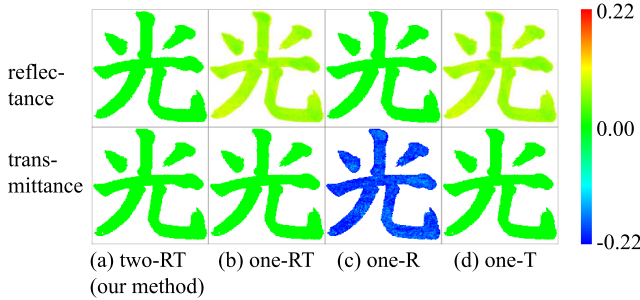 0.22
光 光 光 光
reflec-
tance
0.00
光 光 光 光
trans-
mittance
-0.22
(a) two-RT (b) one-RT (c) one-R (d) one-T
(our method)